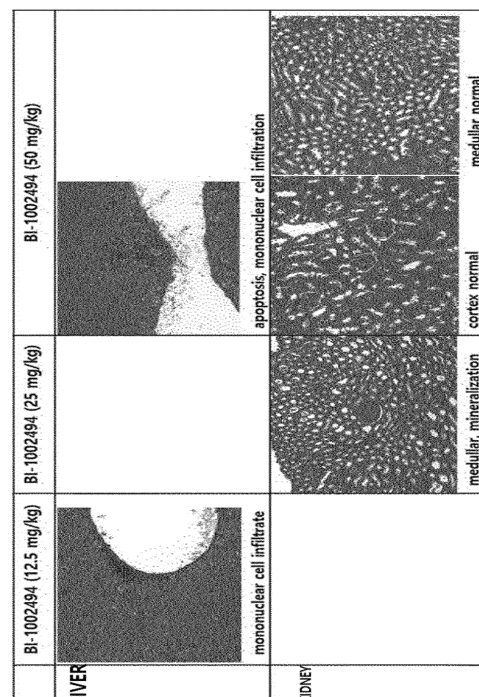 BI-1002494 (12.5 mg/kg)
BI-1002494 (25 mg/kg)
BI-1002494 (50 mg/kg)
IVER
mononuclear cell infiltrate
apoptosis, mononuclear cell infiltration
IDNEY
medullar, mineralization
cortex normal
medullar normal